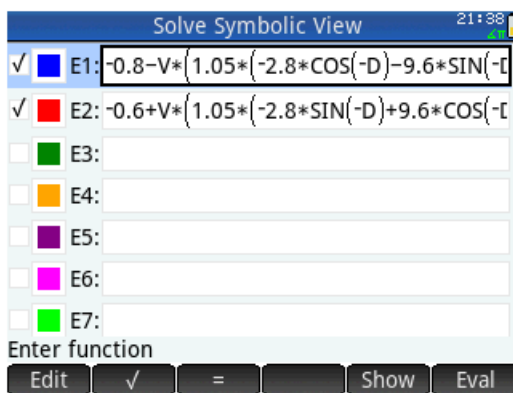 Solve Symbolic View 21:38
∡π
√ E1: -0.8−V*(1.05*(-2.8*COS(-D)−9.6*SIN(-D
√ E2: -0.6+V*(1.05*(-2.8*SIN(-D)+9.6*COS(-D
E3:
E4:
E5:
E6:
E7:
Enter function
Edit √ = Show Eval